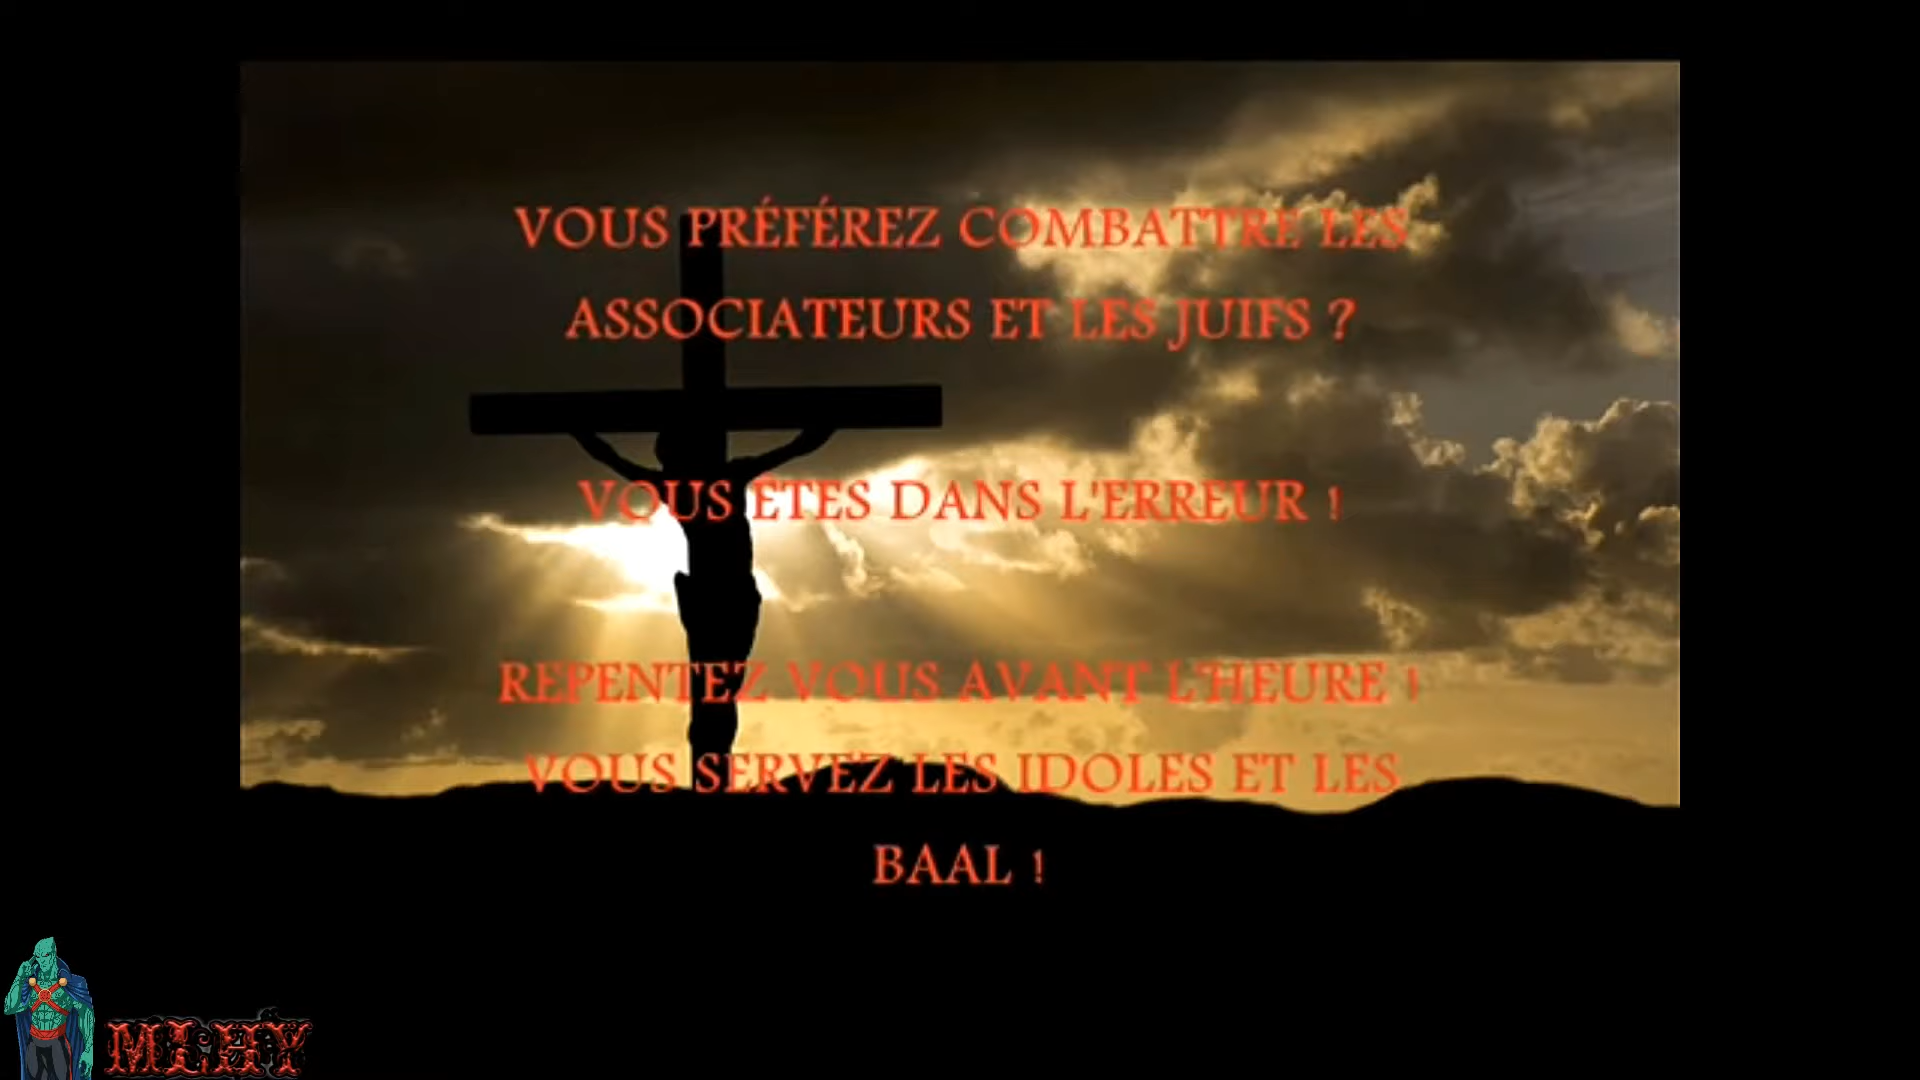 VOUS PRÉFÉREZ COMBATTRE LES
ASSOCIATEURS ET LES JUIFS ?
VOUS ETES DANS L'ERREUR !
REPENTEZ VOUS AVANT L'HEURE !
VOUS SERVEZ LES IDOLES ET LES
BAAL !